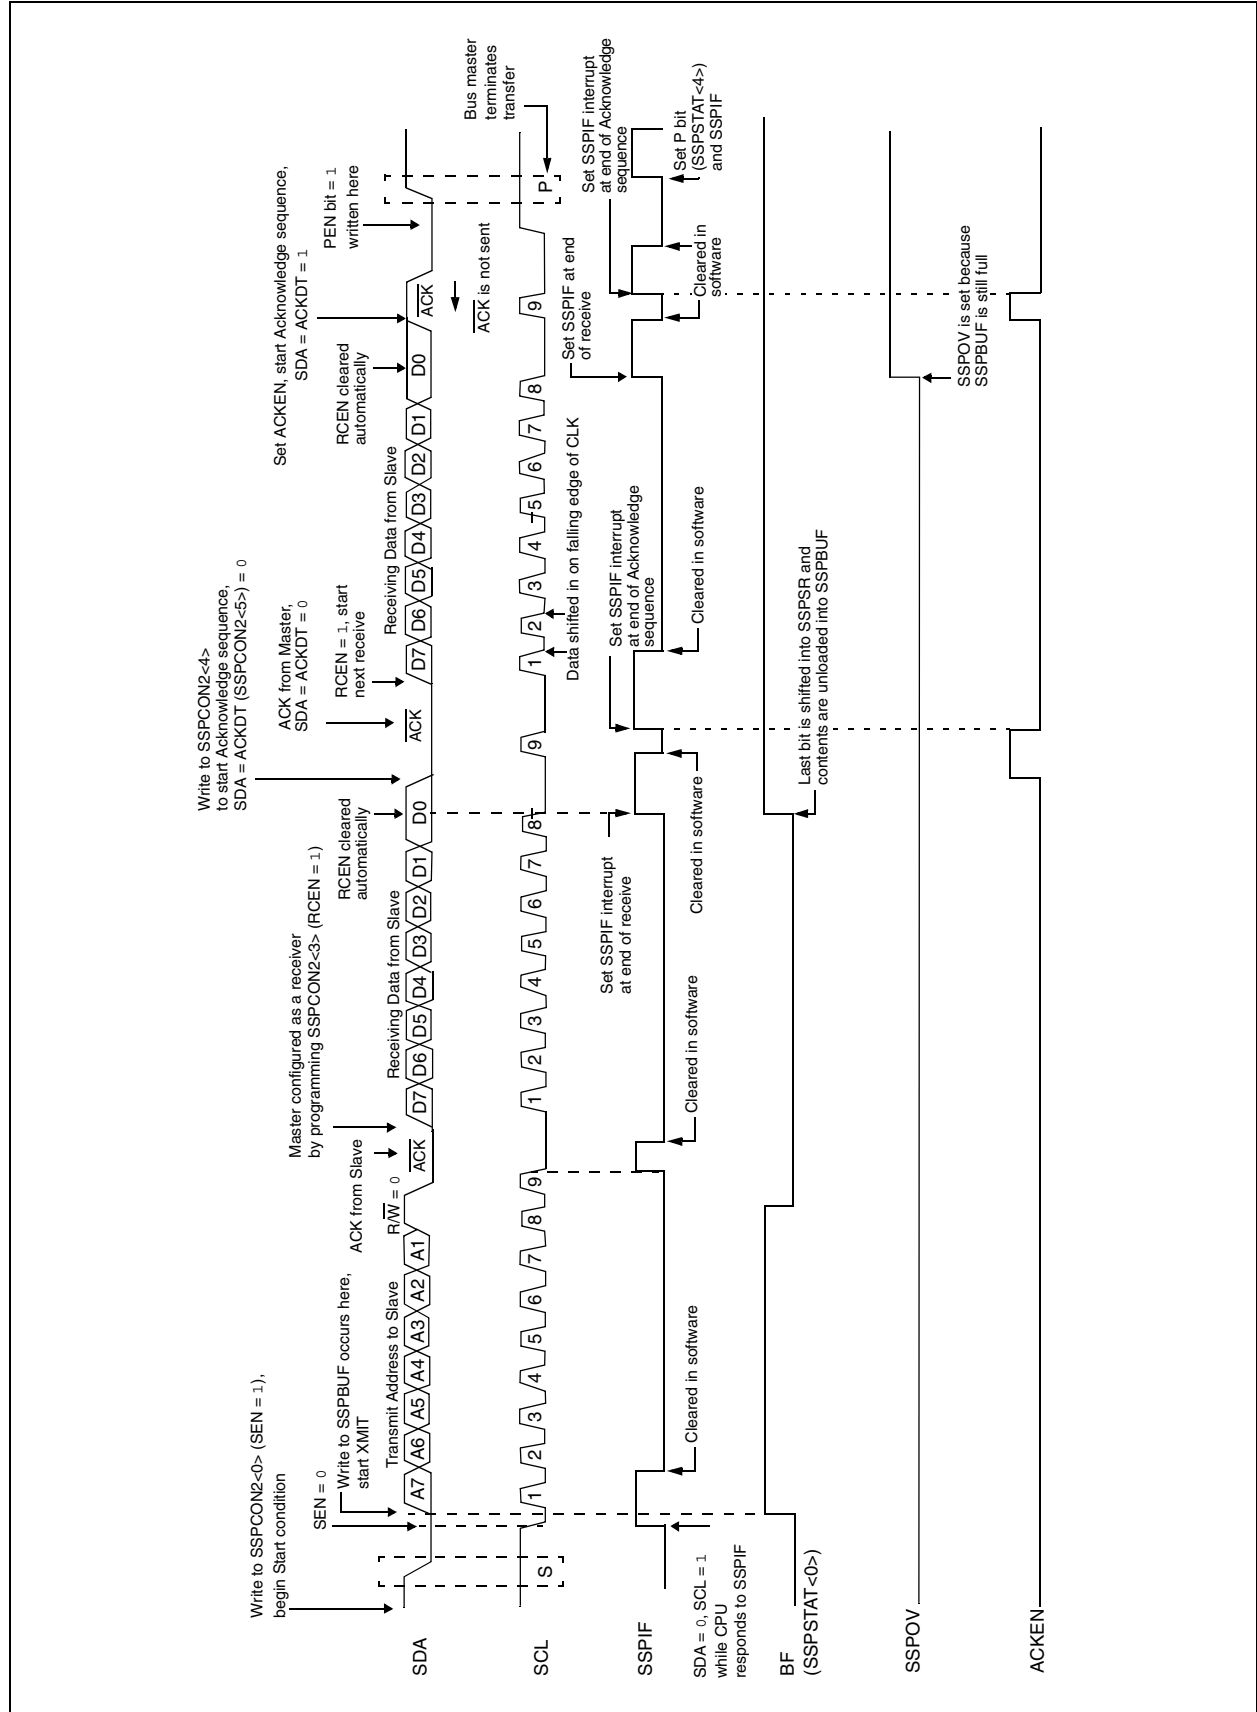 Write to SSPCON2<0> (SEN = 1),
begin Start condition
SEN = 0
Write to SSPBUF occurs here,
start XMIT
Transmit Address to Slave
R/W = 0
ACK from Slave
Master configured as a receiver
by programming SSPCON2<3> (RCEN = 1)
Receiving Data from Slave
RCEN cleared
automatically
Write to SSPCON2<4>
to start Acknowledge sequence,
SDA = ACKDT (SSPCON2<5>) = 0
ACK from Master,
SDA = ACKDT = 0
RCEN = 1, start
next receive
Receiving Data from Slave
RCEN cleared
automatically
Set ACKEN, start Acknowledge sequence,
SDA = ACKDT = 1
PEN bit = 1
written here
SDA
A7 A6 A5 A4 A3 A2 A1 ACK D7 D6 D5 D4 D3 D2 D1 D0 ACK D7 D6 D5 D4 D3 D2 D1 D0 ACK
ACK is not sent
Bus master
terminates
transfer
SCL
S 1 2 3 4 5 6 7 8 9 1 2 3 4 5 6 7 8 9 1 2 3 4 5 6 7 8 9 P
Data shifted in on falling edge of CLK
Set SSPIF interrupt
at end of receive
Set SSPIF interrupt
at end of Acknowledge
sequence
Set SSPIF at end
of receive
Set SSPIF interrupt
at end of Acknowledge
sequence
SSPIF
SDA = 0, SCL = 1
while CPU
responds to SSPIF
Cleared in software
Cleared in software
Cleared in software
Cleared in software
Cleared in
software
Set P bit
(SSPSTAT<4>)
and SSPIF
BF
(SSPSTAT<0>)
Last bit is shifted into SSPSR and
contents are unloaded into SSPBUF
SSPOV
SSPOV is set because
SSPBUF is still full
ACKEN